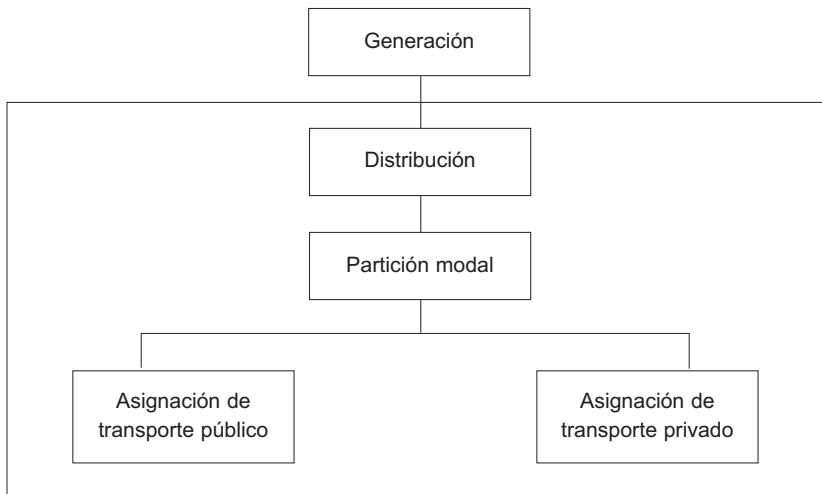 Generación
Distribución
Partición modal
Asignación de
transporte público
Asignación de
transporte privado